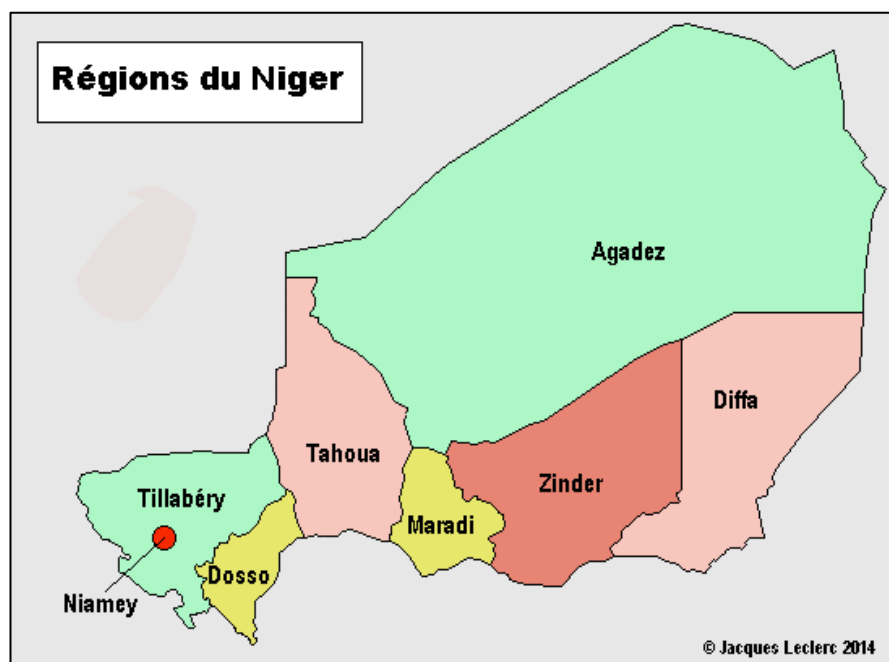 Régions du Niger
Agadez
Diffa
Tahoua
Zinder
Tillabéry
Maradi
Dosso
Niamey
© Jacques Leclerc 2014